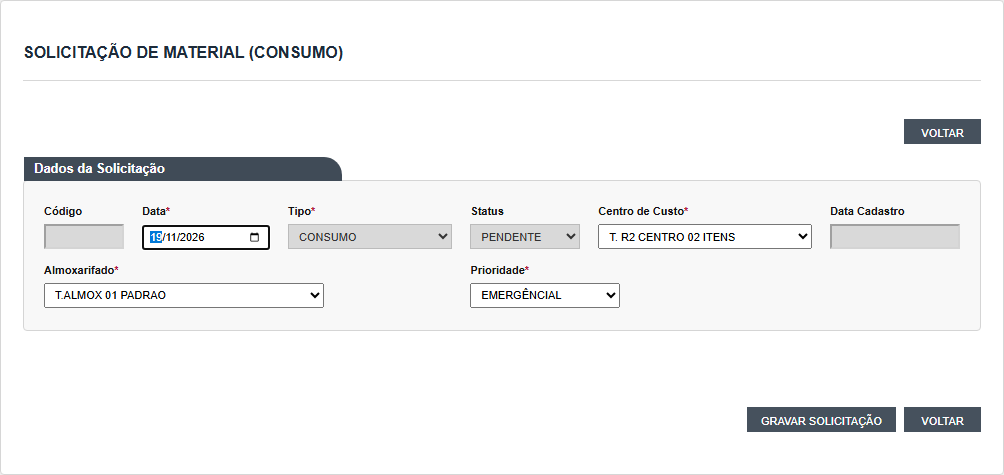 SOLICITAÇÃO DE MATERIAL (CONSUMO)
VOLTAR
Dados da Solicitação
Código Data* Tipo* Status Centro de Custo* Data Cadastro
19/11/2026 CONSUMO PENDENTE T. R2 CENTRO 02 ITENS
Almoxarifado* Prioridade*
T.ALMOX 01 PADRAO EMERGÊNCIAL
GRAVAR SOLICITAÇÃO VOLTAR